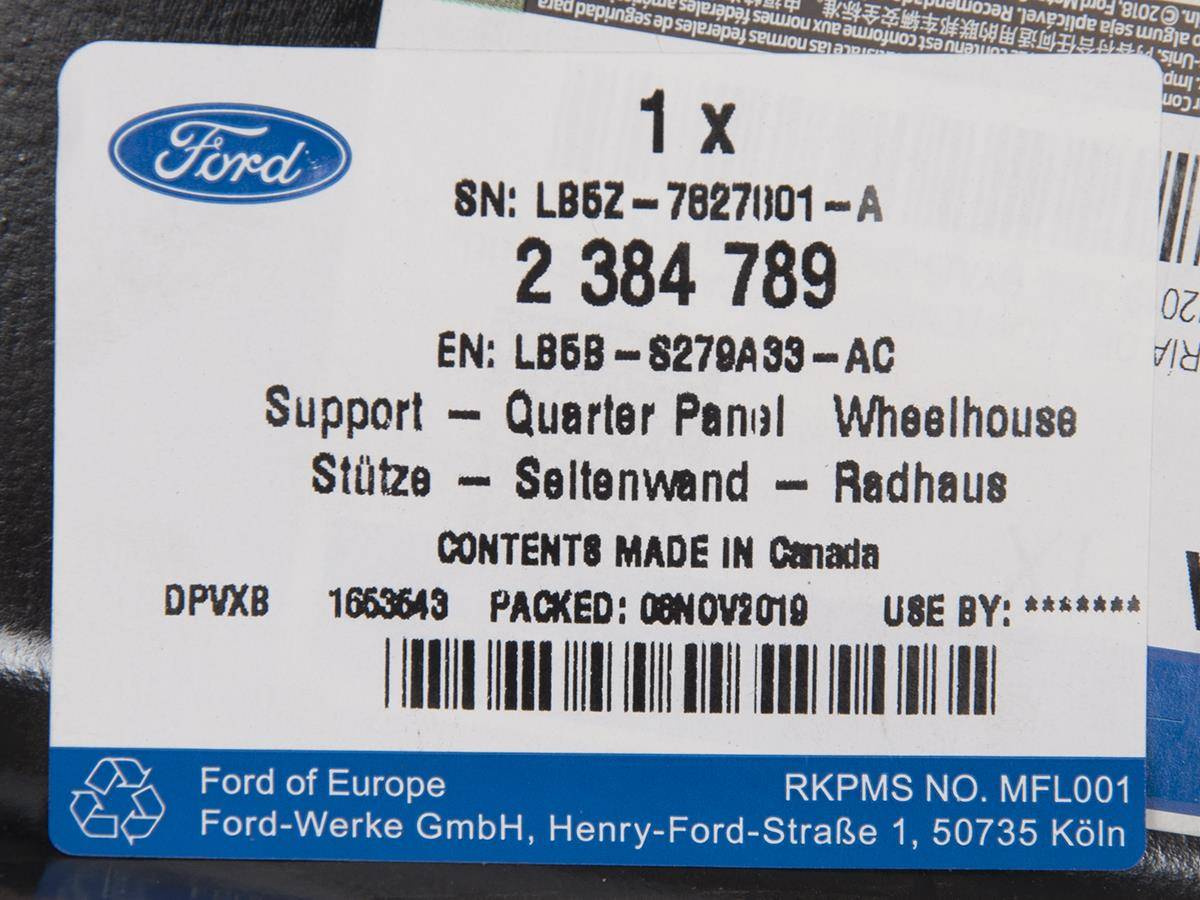 Ford
1 x
SN: LB5Z-7827801-A
2 384 789
EN: LB5B-S279A33-AC
Support - Quarter Panel Wheelhouse
Stütze - Seitenwand - Radhaus
CONTENTS MADE IN Canada
DPVXB 1653543 PACKED: 06NOV2019 USE BY: *******
Ford of Europe
Ford-Werke GmbH, Henry-Ford-Straße 1, 50735 Köln
RKPMS NO. MFL001